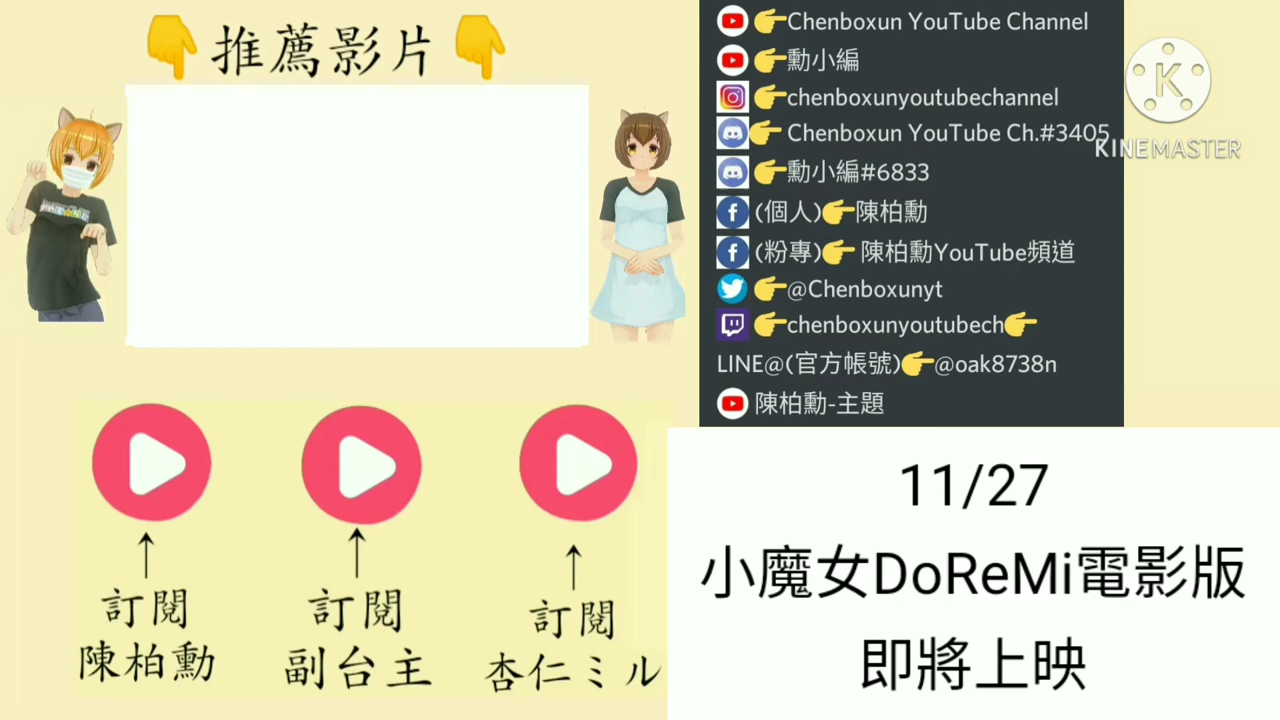 👇推薦影片👇
👉Chenboxun YouTube Channel
👉勳小編
👉chenboxunyoutubechannel
👉 Chenboxun YouTube Ch.#3405
👉勳小編#6833
(個人)👉陳柏勳
(粉專)👉 陳柏勳YouTube頻道
👉@Chenboxunyt
👉chenboxunyoutubech👉
LINE@(官方帳號)👉@oak8738n
陳柏勳-主題
K
KINEMASTER
↑
訂閱
陳柏勳
↑
訂閱
副台主
↑
訂閱
杏仁ミル
11/27
小魔女DoReMi電影版
即將上映